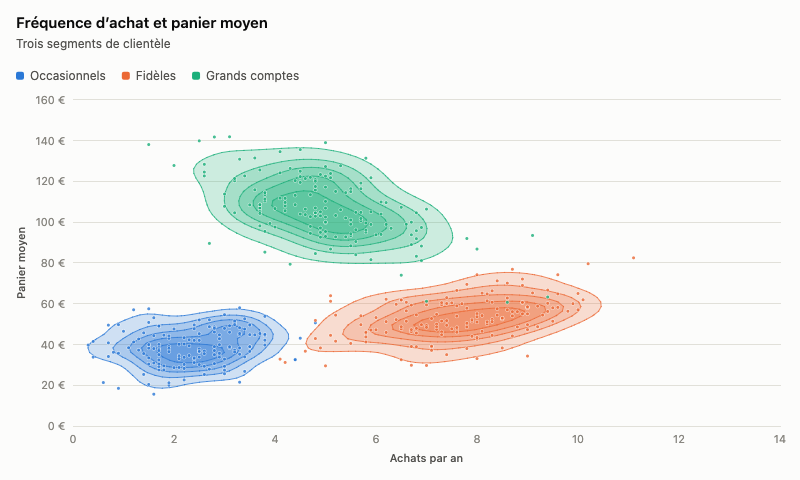 Fréquence d’achat et panier moyen
Trois segments de clientèle
Occasionnels Fidèles Grands comptes
160 €
140 €
120 €
100 €
80 €
60 €
40 €
20 €
0 €
Panier moyen
0 2 4 6 8 10 12 14
Achats par an